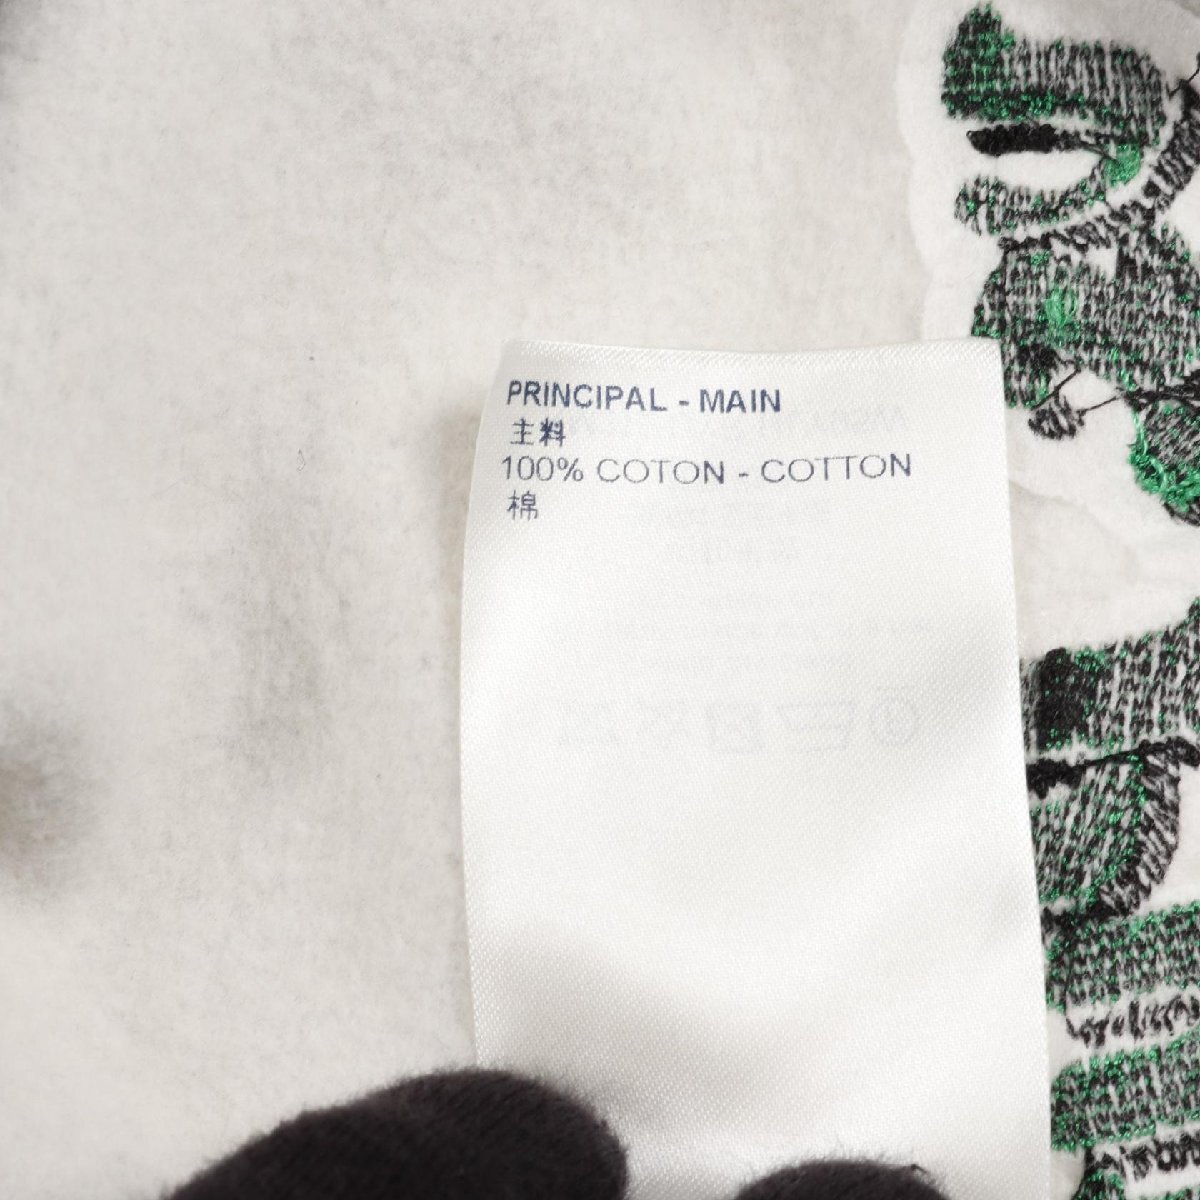 PRINCIPAL - MAIN
主料
100% COTON - COTTON
棉